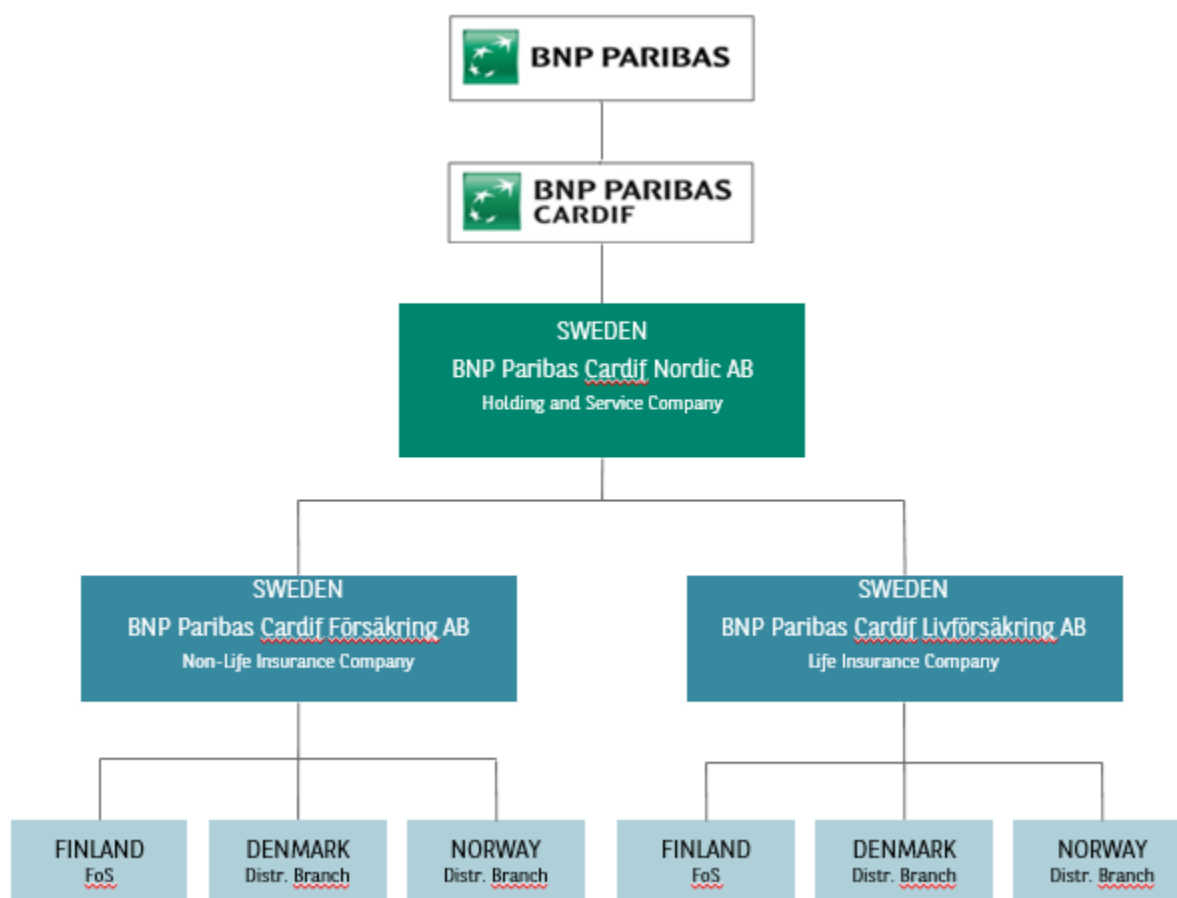 BNP PARIBAS
BNP PARIBAS
CARDIF
SWEDEN
BNP Paribas Cardif Nordic AB
Holding and Service Company
SWEDEN
BNP Paribas Cardif Försäkring AB
Non-Life Insurance Company
SWEDEN
BNP Paribas Cardif Livförsäkring AB
Life Insurance Company
FINLAND
FoS
DENMARK
Distr. Branch
NORWAY
Distr. Branch
FINLAND
FoS
DENMARK
Distr. Branch
NORWAY
Distr. Branch